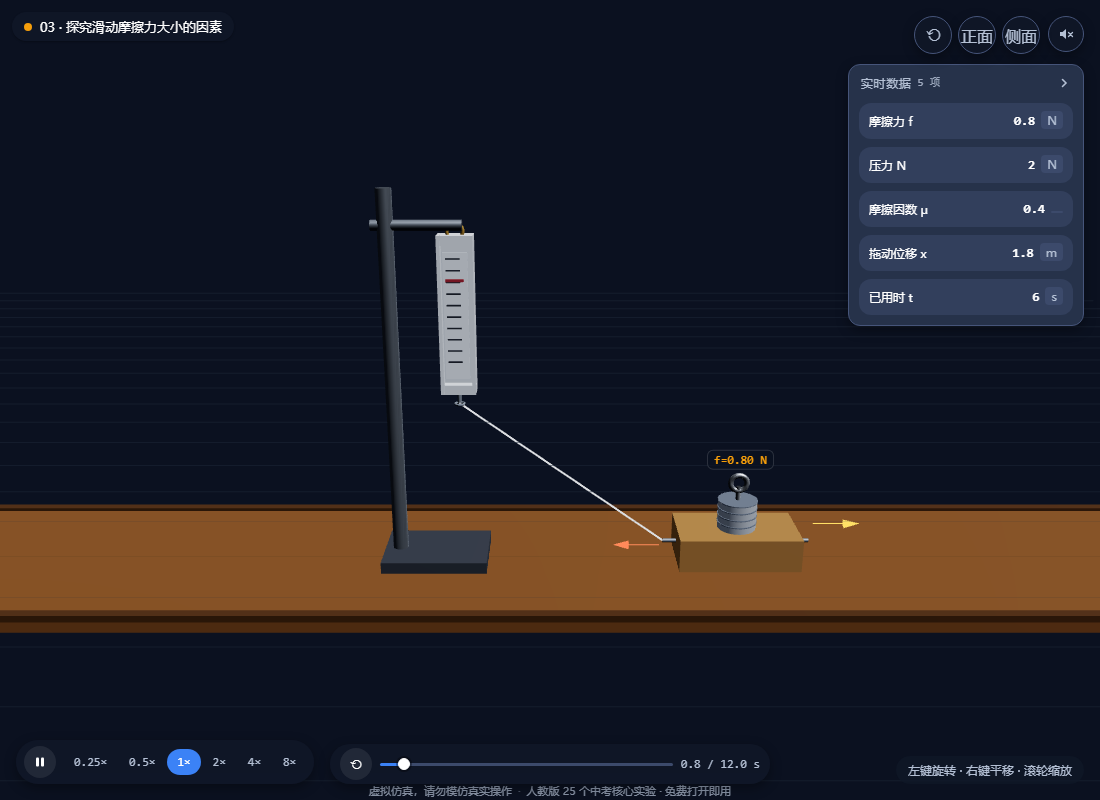 03 · 探究滑动摩擦力大小的因素
正面
侧面
实时数据 5 项
摩擦力 f 0.8 N
压力 N 2 N
摩擦因数 μ 0.4 —
拖动位移 x 1.8 m
已用时 t 6 s
f=0.80 N
0.25× 0.5× 1× 2× 4× 8×
0.8 / 12.0 s
左键旋转 · 右键平移 · 滚轮缩放
虚拟仿真，请勿模仿真实操作 · 人教版 25 个中考核心实验 · 免费打开即用